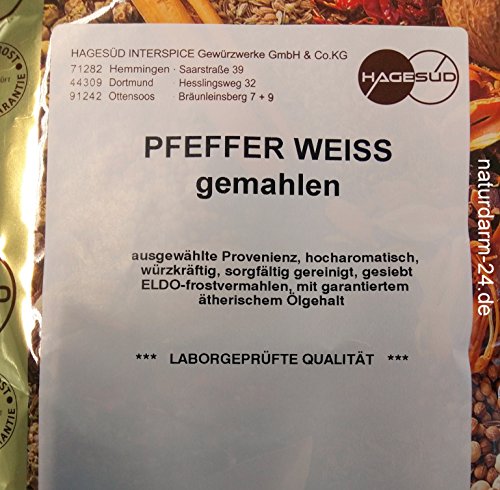 HAGESÜD INTERSPICE Gewürzwerke GmbH & Co.KG
71282 Hemmingen · Saarstraße 39
44309 Dortmund · Hesslingsweg 32
91242 Ottensoos · Bräunleinsberg 7 + 9
HAGESÜD
PFEFFER WEISS
gemahlen
ausgewählte Provenienz, hocharomatisch,
würzkräftig, sorgfältig gereinigt, gesiebt
ELDO-frostvermahlen, mit garantiertem
ätherischem Ölgehalt
*** LABORGEPRÜFTE QUALITÄT ***
naturdarm-24.de